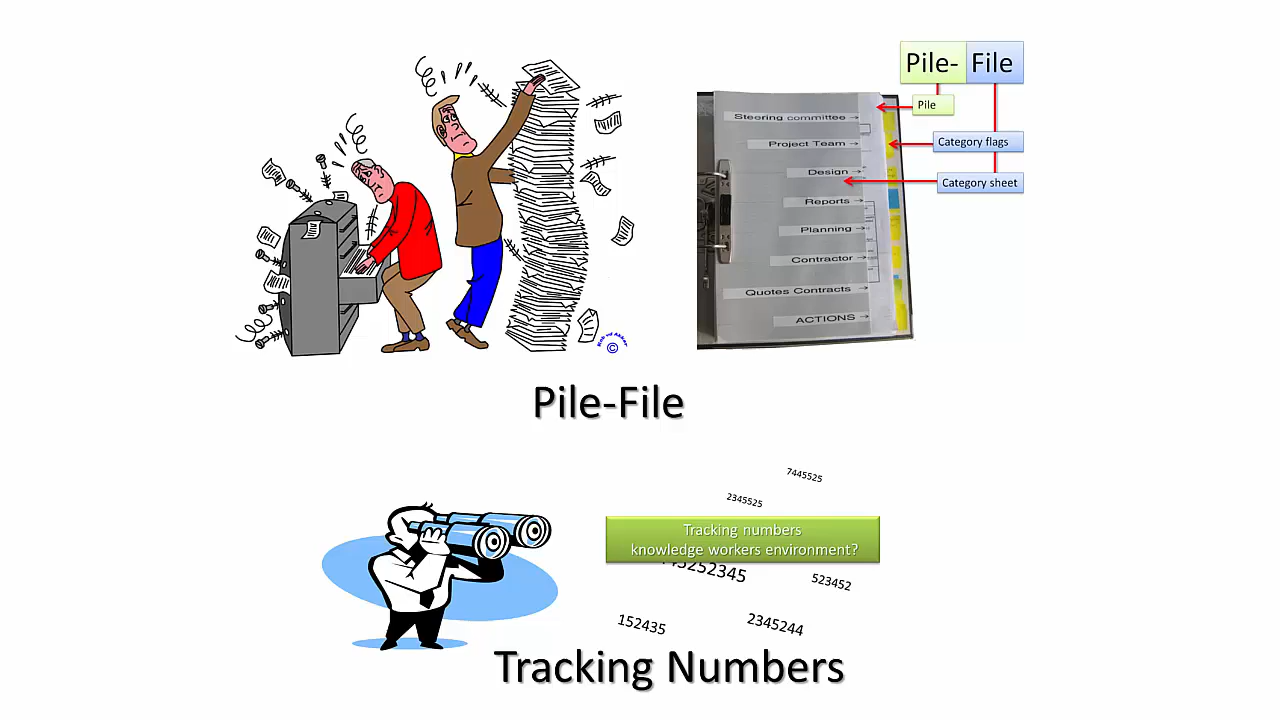 Pile- File
Pile
Steering committee
Category flags
Project Team
Design
Category sheet
Reports
Planning
Contractor
Quotes Contracts
ACTIONS
©
Pile-File
7445525
2345525
Tracking numbers
knowledge workers environment?
523452
152435
2345244
Tracking Numbers